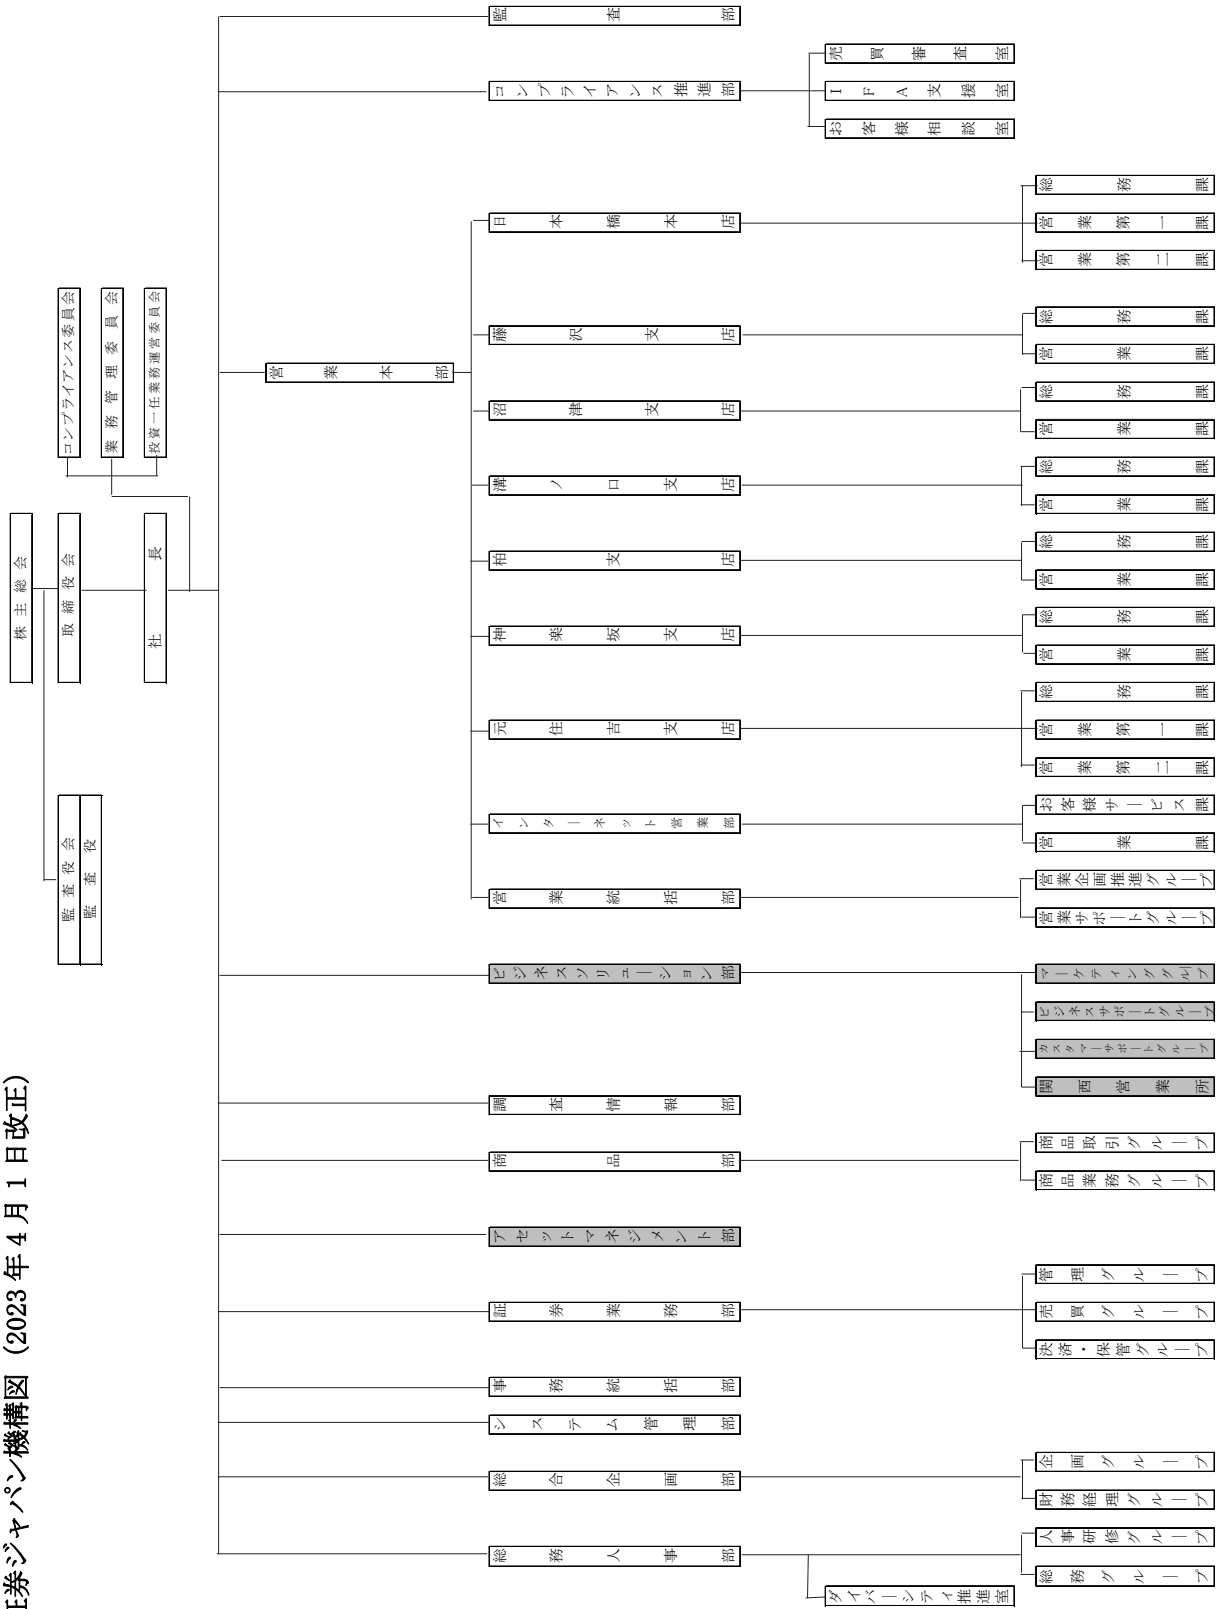 証券ジャパン機構図（2023年4月1日改正）
株主総会
取締役会
社長
監査役会
監査役
コンプライアンス委員会
業務管理委員会
投資一任業務運営委員会
監査部
コンプライアンス推進部
売買審査室
IFA支援室
お客様相談室
営業本部
日本橋本店
総務課
営業第一課
営業第二課
藤沢支店
総務課
営業課
沼津支店
総務課
営業課
溝ノ口支店
総務課
営業課
柏支店
総務課
営業課
神楽坂支店
総務課
営業課
元住吉支店
総務課
営業第一課
営業第二課
インターネット営業部
お客様サービス課
営業課
営業統括部
営業企画推進グループ
営業サポートグループ
ビジネスソリューション部
マーケティンググループ
ビジネスサポートグループ
カスタマーサポートグループ
関西営業所
調査情報部
商品部
商品取引グループ
商品業務グループ
アセットマネジメント部
証券業務部
管理グループ
売買グループ
決済・保管グループ
事務統括部
システム管理部
総合企画部
企画グループ
財務経理グループ
総務人事部
人事研修グループ
総務グループ
ダイバーシティ推進室